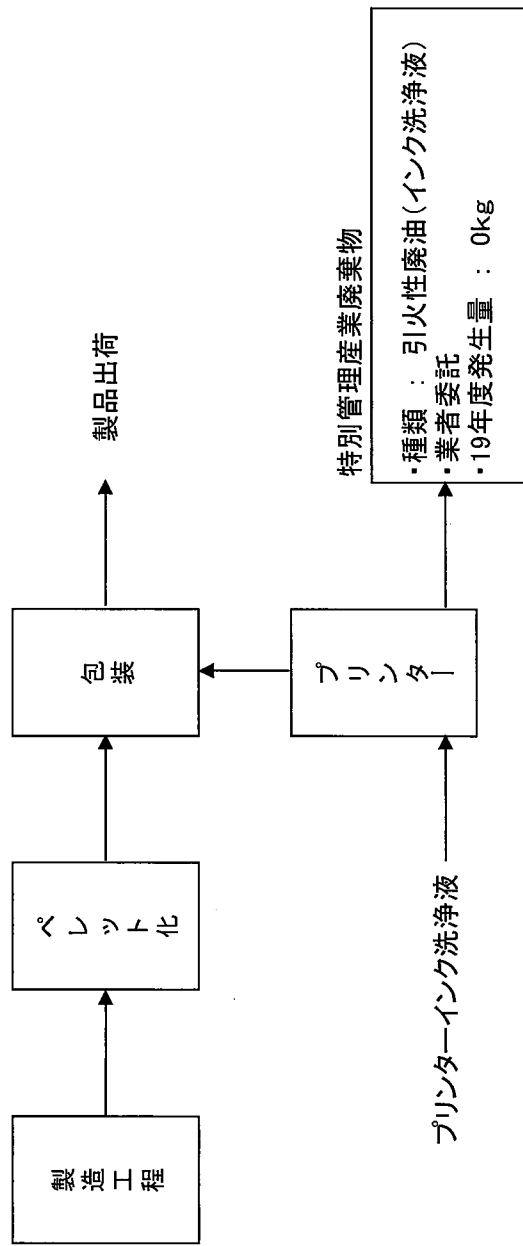 製造工程
ペレット化
包装
製品出荷
プリンターインク洗浄液
プリンター
特別管理産業廃棄物
・種類 : 引火性廃油(インク洗浄液)
・業者委託
・19年度発生量 : 0kg